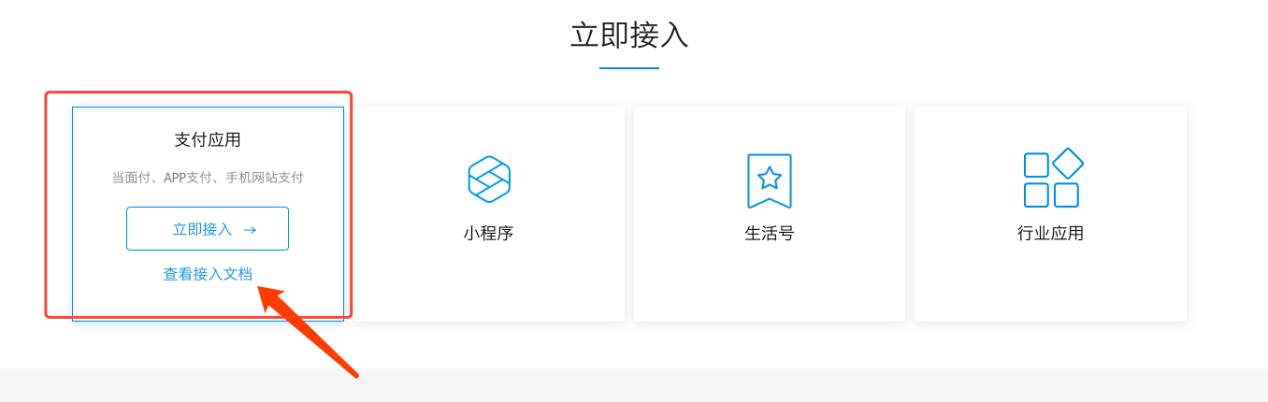 立即接入
支付应用
当面付、APP支付、手机网站支付
立即接入 →
查看接入文档
小程序
生活号
行业应用